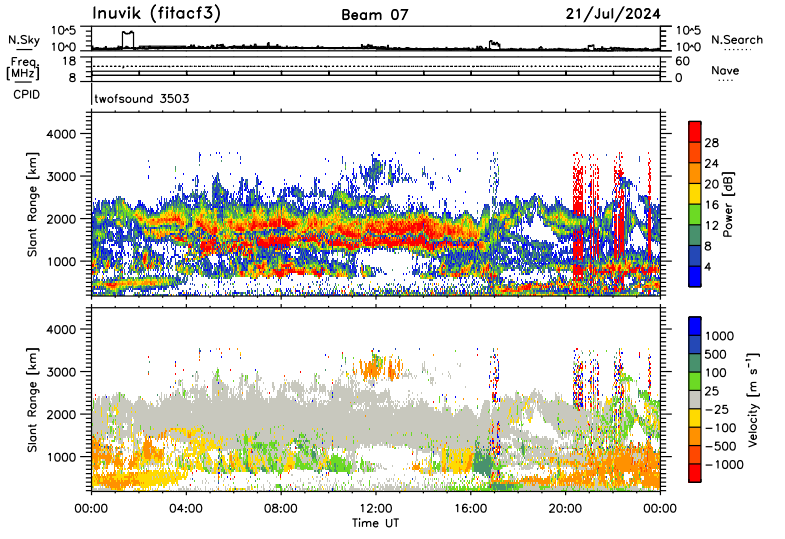 Inuvik (fitacf3) Beam 07 21/Jul/2024
N.Sky 10^5 10^0 10^5 10^0 N.Search
Freq. [MHz] 18 8 60 0 Nave
CPID twofsound 3503
Slant Range [km]
4000
3000
2000
1000
Power [dB]
28
24
20
16
12
8
4
Slant Range [km]
4000
3000
2000
1000
Velocity [m s⁻¹]
1000
500
100
25
−25
−100
−500
−1000
00:00 04:00 08:00 12:00 16:00 20:00 00:00
Time UT